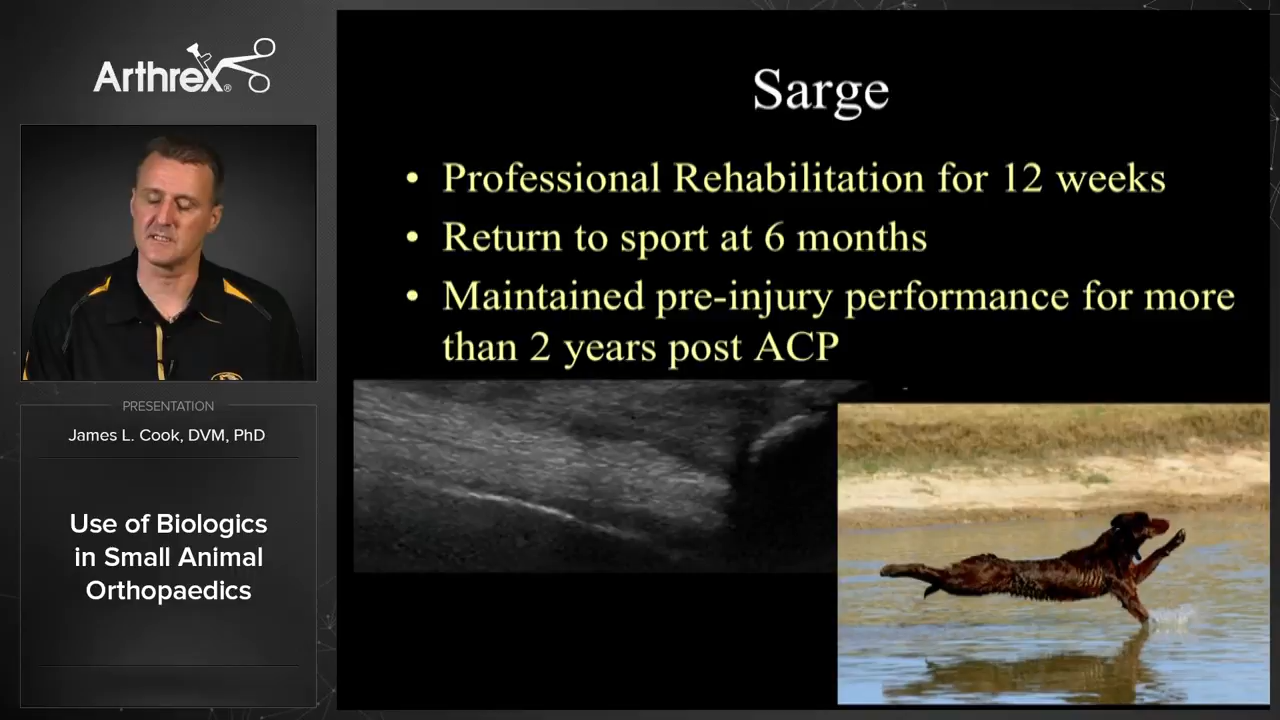 Arthrex®
PRESENTATION
James L. Cook, DVM, PhD
Use of Biologics
in Small Animal
Orthopaedics
Sarge
• Professional Rehabilitation for 12 weeks
• Return to sport at 6 months
• Maintained pre-injury performance for more
than 2 years post ACP